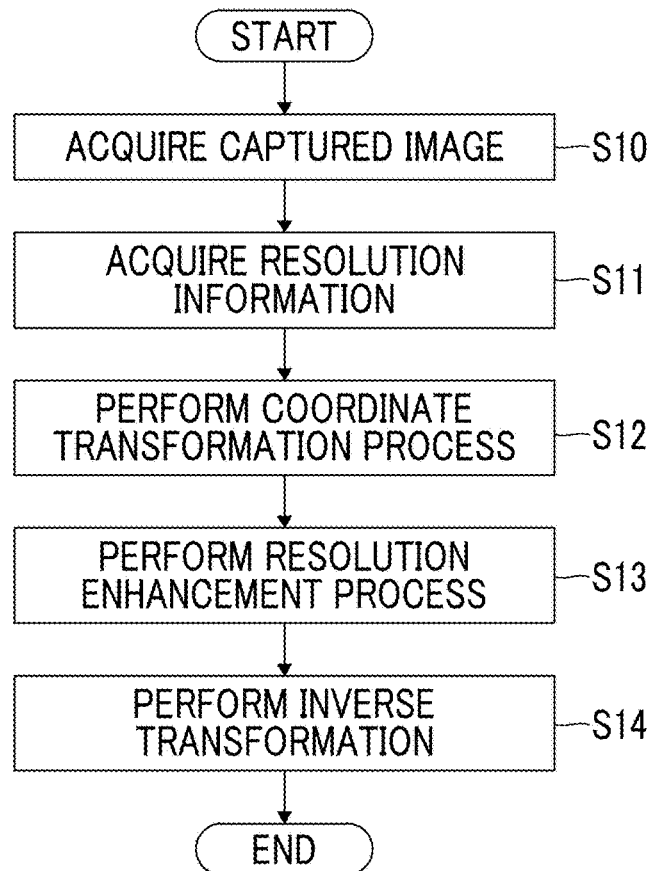 START
ACQUIRE CAPTURED IMAGE
S10
ACQUIRE RESOLUTION
INFORMATION
S11
PERFORM COORDINATE
TRANSFORMATION PROCESS
S12
PERFORM RESOLUTION
ENHANCEMENT PROCESS
S13
PERFORM INVERSE
TRANSFORMATION
S14
END